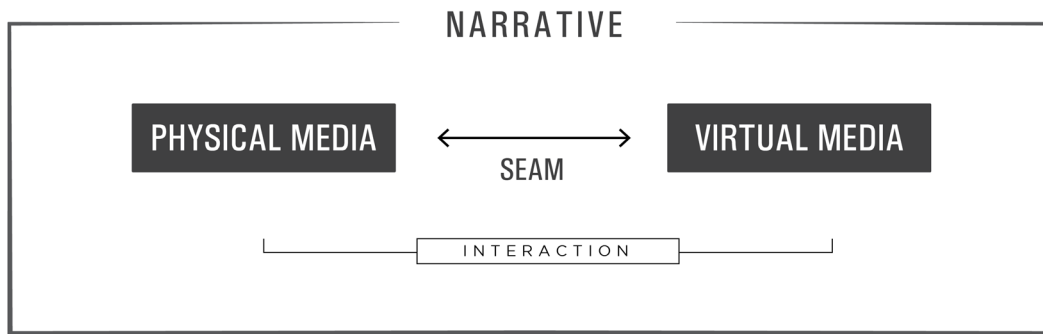 NARRATIVE
PHYSICAL MEDIA
VIRTUAL MEDIA
SEAM
INTERACTION